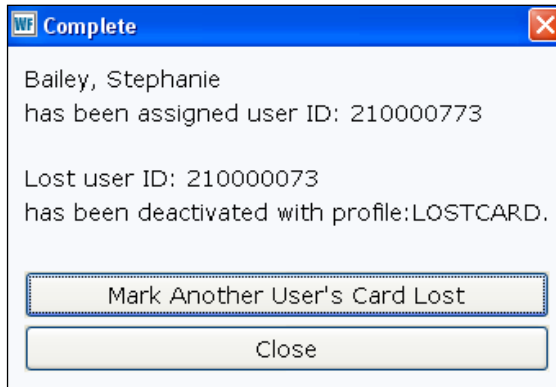 WF Complete
Bailey, Stephanie
has been assigned user ID: 210000773
Lost user ID: 210000073
has been deactivated with profile:LOSTCARD.
Mark Another User's Card Lost
Close